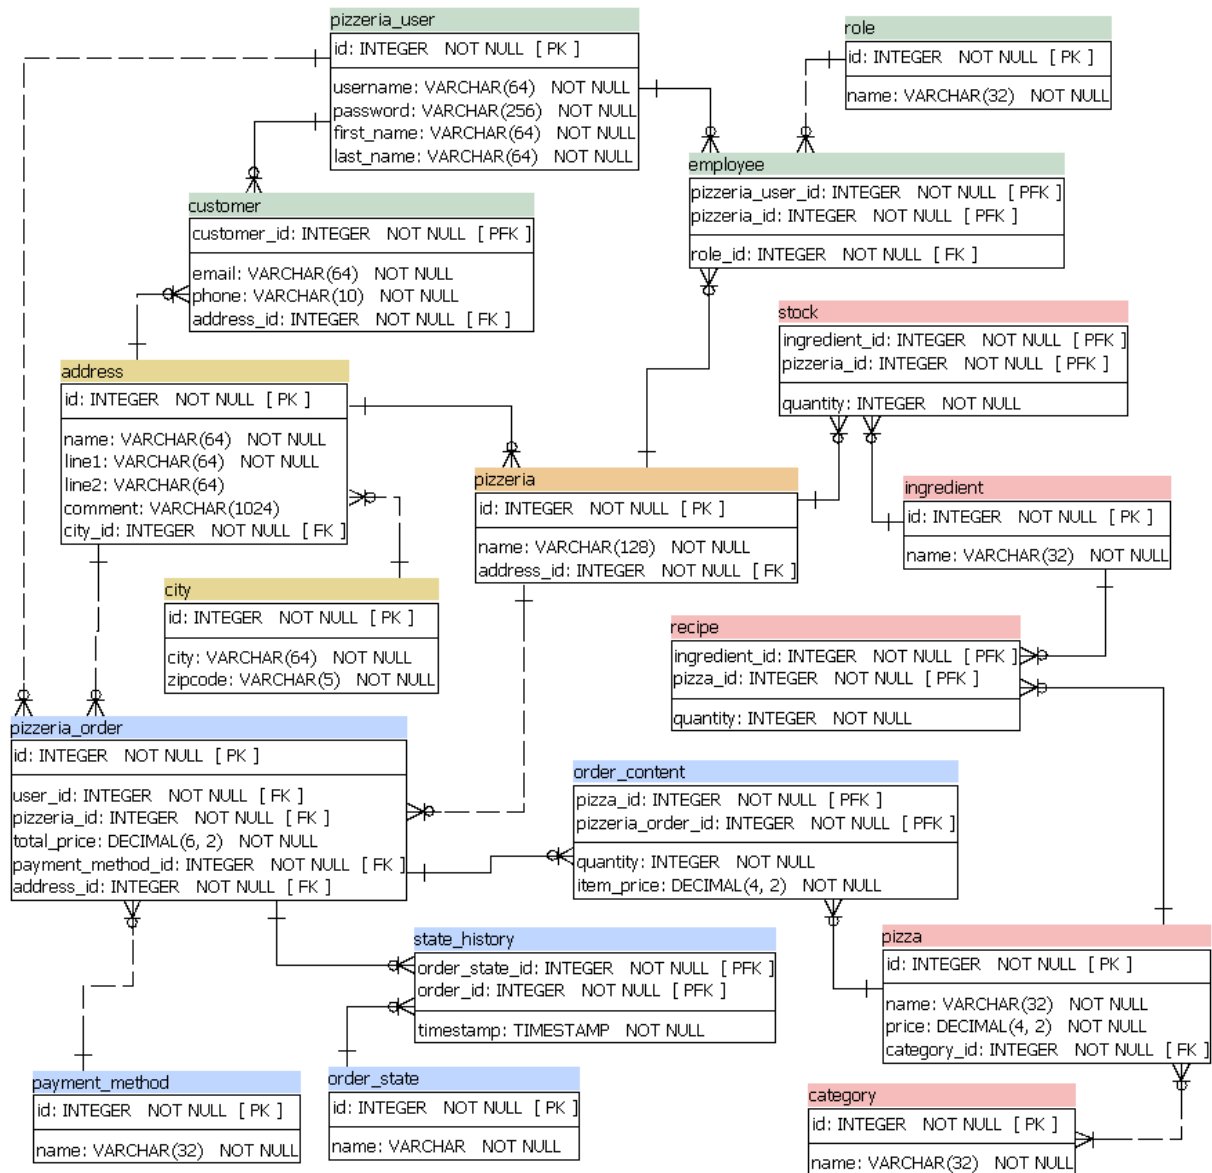 pizzeria_user
id: INTEGER NOT NULL [ PK ]
username: VARCHAR(64) NOT NULL
password: VARCHAR(256) NOT NULL
first_name: VARCHAR(64) NOT NULL
last_name: VARCHAR(64) NOT NULL
role
id: INTEGER NOT NULL [ PK ]
name: VARCHAR(32) NOT NULL
employee
pizzeria_user_id: INTEGER NOT NULL [ PFK ]
pizzeria_id: INTEGER NOT NULL [ PFK ]
role_id: INTEGER NOT NULL [ FK ]
customer
customer_id: INTEGER NOT NULL [ PFK ]
email: VARCHAR(64) NOT NULL
phone: VARCHAR(10) NOT NULL
address_id: INTEGER NOT NULL [ FK ]
stock
ingredient_id: INTEGER NOT NULL [ PFK ]
pizzeria_id: INTEGER NOT NULL [ PFK ]
quantity: INTEGER NOT NULL
address
id: INTEGER NOT NULL [ PK ]
name: VARCHAR(64) NOT NULL
line1: VARCHAR(64) NOT NULL
line2: VARCHAR(64)
comment: VARCHAR(1024)
city_id: INTEGER NOT NULL [ FK ]
pizzeria
id: INTEGER NOT NULL [ PK ]
name: VARCHAR(128) NOT NULL
address_id: INTEGER NOT NULL [ FK ]
ingredient
id: INTEGER NOT NULL [ PK ]
name: VARCHAR(32) NOT NULL
city
id: INTEGER NOT NULL [ PK ]
city: VARCHAR(64) NOT NULL
zipcode: VARCHAR(5) NOT NULL
recipe
ingredient_id: INTEGER NOT NULL [ PFK ]
pizza_id: INTEGER NOT NULL [ PFK ]
quantity: INTEGER NOT NULL
pizzeria_order
id: INTEGER NOT NULL [ PK ]
user_id: INTEGER NOT NULL [ FK ]
pizzeria_id: INTEGER NOT NULL [ FK ]
total_price: DECIMAL(6, 2) NOT NULL
payment_method_id: INTEGER NOT NULL [ FK ]
address_id: INTEGER NOT NULL [ FK ]
order_content
pizza_id: INTEGER NOT NULL [ PFK ]
pizzeria_order_id: INTEGER NOT NULL [ PFK ]
quantity: INTEGER NOT NULL
item_price: DECIMAL(4, 2) NOT NULL
state_history
order_state_id: INTEGER NOT NULL [ PFK ]
order_id: INTEGER NOT NULL [ PFK ]
timestamp: TIMESTAMP NOT NULL
pizza
id: INTEGER NOT NULL [ PK ]
name: VARCHAR(32) NOT NULL
price: DECIMAL(4, 2) NOT NULL
category_id: INTEGER NOT NULL [ FK ]
payment_method
id: INTEGER NOT NULL [ PK ]
name: VARCHAR(32) NOT NULL
order_state
id: INTEGER NOT NULL [ PK ]
name: VARCHAR NOT NULL
category
id: INTEGER NOT NULL [ PK ]
name: VARCHAR(32) NOT NULL